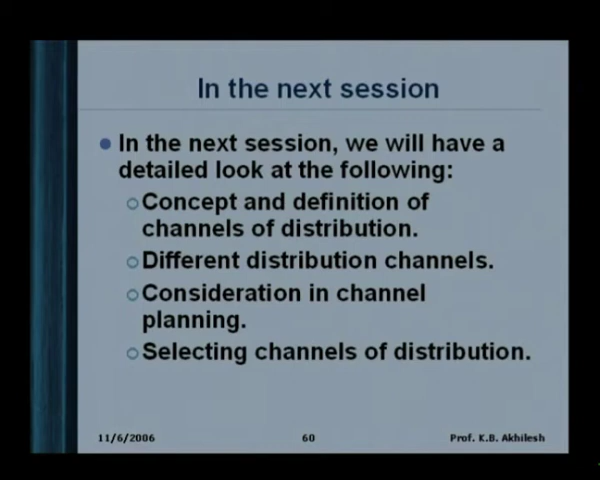 In the next session
In the next session, we will have a
detailed look at the following:
Concept and definition of
channels of distribution.
Different distribution channels.
Consideration in channel
planning.
Selecting channels of distribution.
11/6/2006 60 Prof. K.B. Akhilesh